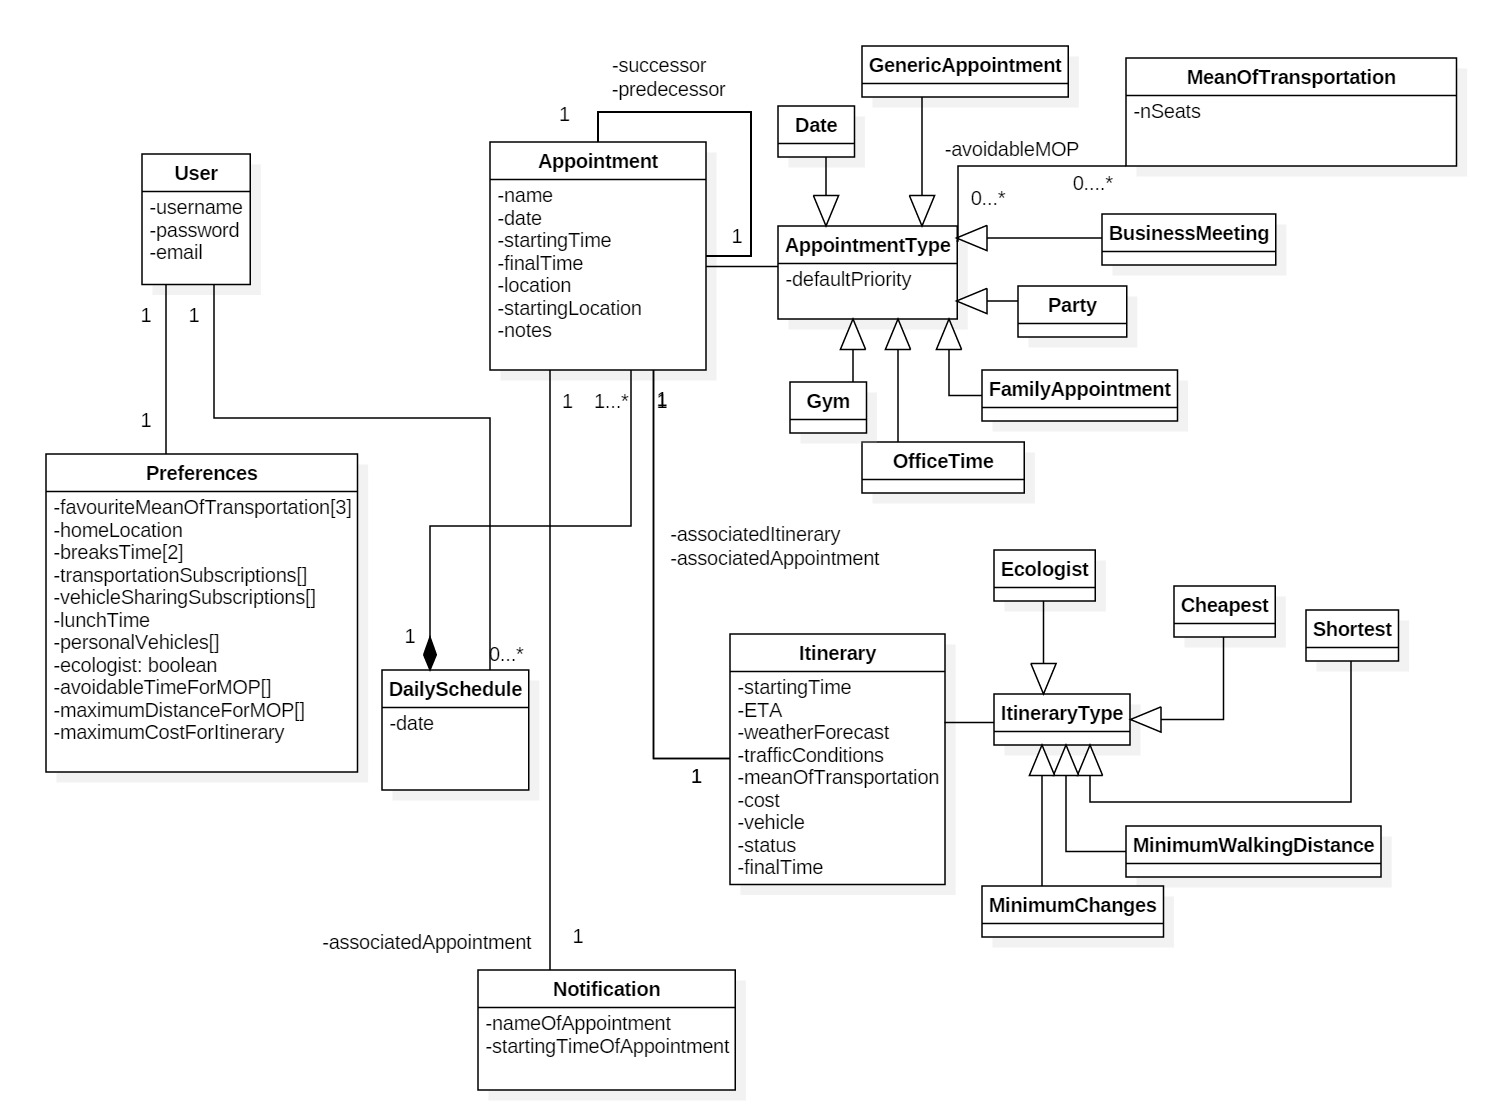 -successor
-predecessor
1
1
Appointment
-name
-date
-startingTime
-finalTime
-location
-startingLocation
-notes
User
-username
-password
-email
1
1
1
Preferences
-favouriteMeanOfTransportation[3]
-homeLocation
-breaksTime[2]
-transportationSubscriptions[]
-vehicleSharingSubscriptions[]
-lunchTime
-personalVehicles[]
-ecologist: boolean
-avoidableTimeForMOP[]
-maximumDistanceForMOP[]
-maximumCostForItinerary
GenericAppointment
Date
MeanOfTransportation
-nSeats
-avoidableMOP
0....*
0...*
AppointmentType
-defaultPriority
BusinessMeeting
Party
FamilyAppointment
Gym
OfficeTime
1
1...*
1
1
-associatedItinerary
-associatedAppointment
1
0...*
DailySchedule
-date
Itinerary
-startingTime
-ETA
-weatherForecast
-trafficConditions
-meanOfTransportation
-cost
-vehicle
-status
-finalTime
1
Ecologist
Cheapest
Shortest
ItineraryType
MinimumWalkingDistance
MinimumChanges
-associatedAppointment
1
Notification
-nameOfAppointment
-startingTimeOfAppointment